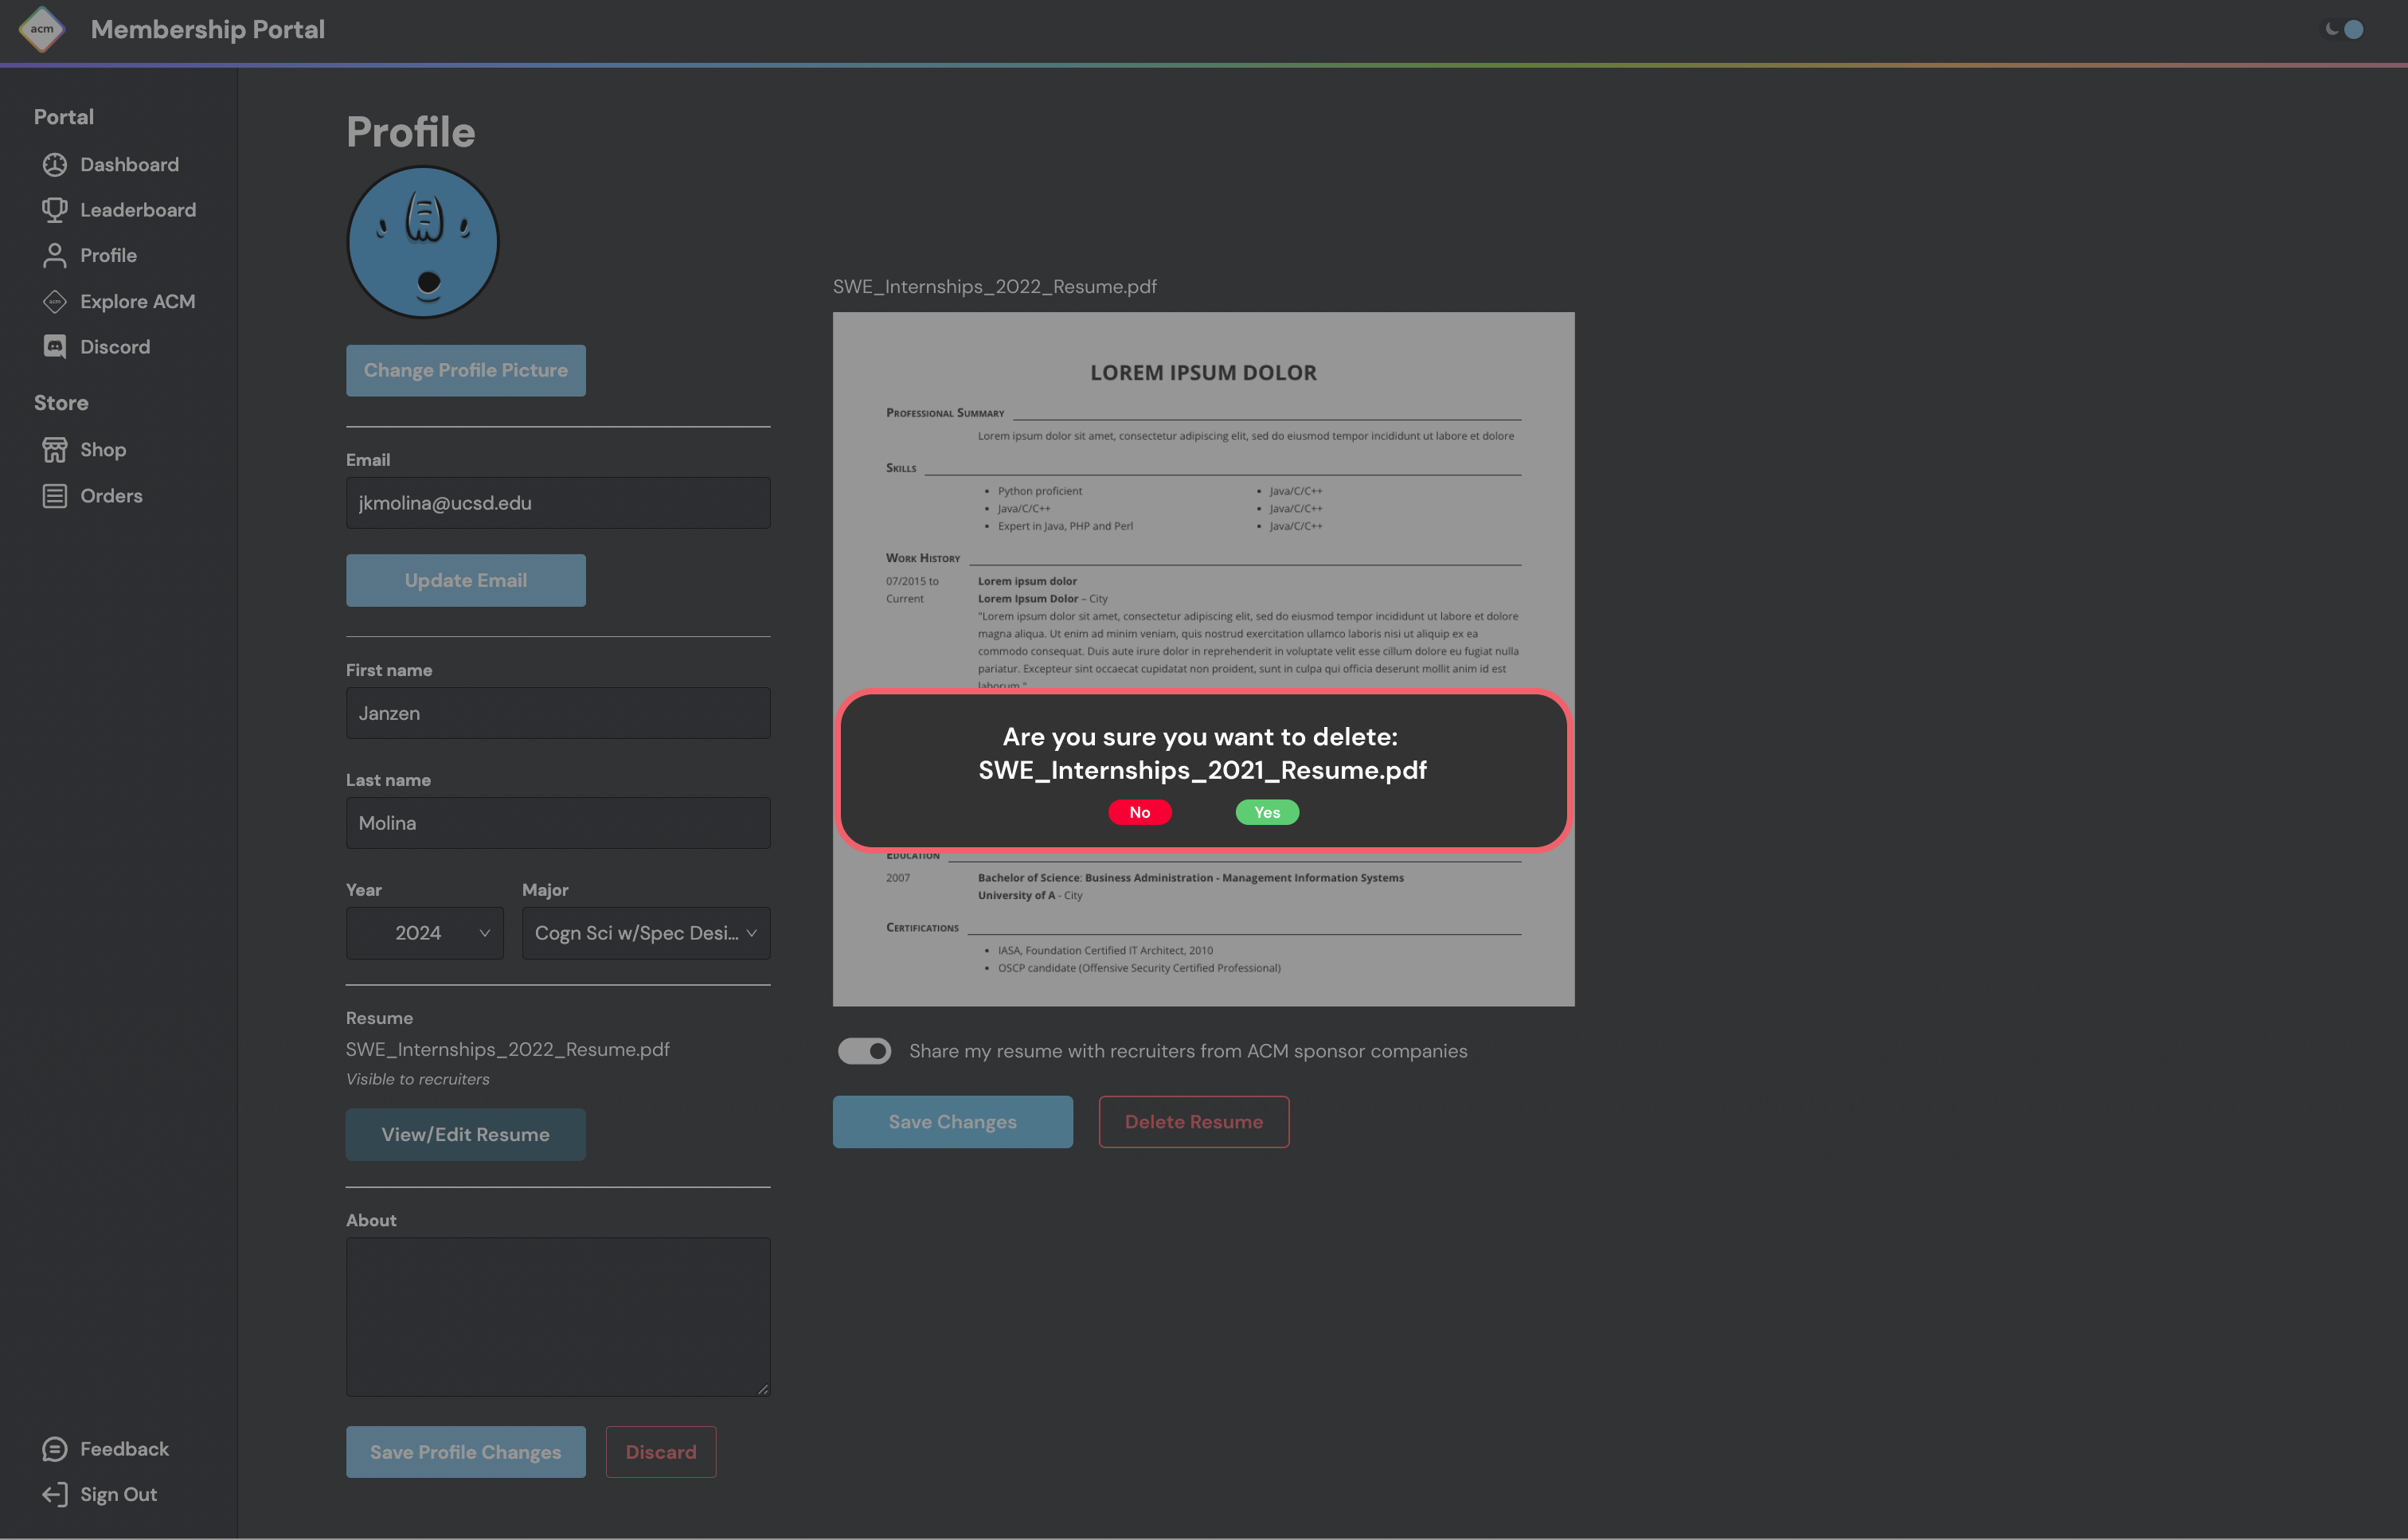 acm
Membership Portal
Portal
Dashboard
Leaderboard
Profile
acm
Explore ACM
Discord
Store
Shop
Orders
Feedback
Sign Out
Profile
Change Profile Picture
Email
jkmolina@ucsd.edu
Update Email
First name
Janzen
Last name
Molina
Year
Major
2024
Cogn Sci w/Spec Desi...
Resume
SWE_Internships_2022_Resume.pdf
Visible to recruiters
View/Edit Resume
About
Save Profile Changes
Discard
SWE_Internships_2022_Resume.pdf
LOREM IPSUM DOLOR
PROFESSIONAL SUMMARY
Lorem ipsum dolor sit amet, consectetur adipiscing elit, sed do eiusmod tempor incididunt ut labore et dolore
SKILLS
• Python proficient
• Java/C/C++
• Expert in Java, PHP and Perl
• Java/C/C++
• Java/C/C++
• Java/C/C++
WORK HISTORY
07/2015 to
Current
Lorem ipsum dolor
Lorem Ipsum Dolor – City
"Lorem ipsum dolor sit amet, consectetur adipiscing elit, sed do eiusmod tempor incididunt ut labore et dolore
magna aliqua. Ut enim ad minim veniam, quis nostrud exercitation ullamco laboris nisi ut aliquip ex ea
commodo consequat. Duis aute irure dolor in reprehenderit in voluptate velit esse cillum dolore eu fugiat nulla
pariatur. Excepteur sint occaecat cupidatat non proident, sunt in culpa qui officia deserunt mollit anim id est
laborum."
Are you sure you want to delete:
SWE_Internships_2021_Resume.pdf
No
Yes
EDUCATION
2007
Bachelor of Science: Business Administration - Management Information Systems
University of A - City
CERTIFICATIONS
• IASA, Foundation Certified IT Architect, 2010
• OSCP candidate (Offensive Security Certified Professional)
Share my resume with recruiters from ACM sponsor companies
Save Changes
Delete Resume